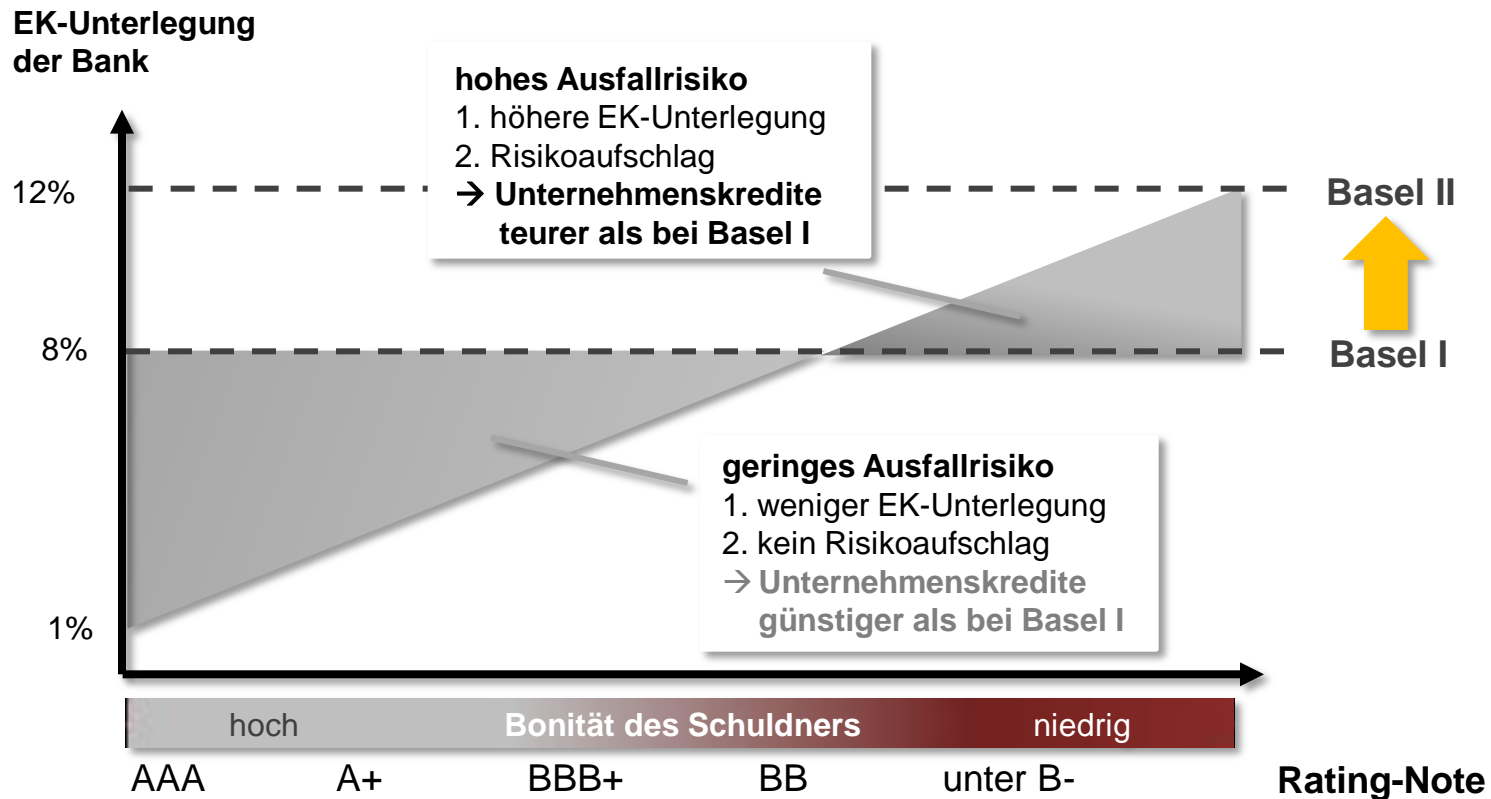 EK-Unterlegung
der Bank
hohes Ausfallrisiko
1. höhere EK-Unterlegung
2. Risikoaufschlag
→ Unternehmenskredite
teurer als bei Basel I
12%
Basel II
8%
Basel I
geringes Ausfallrisiko
1. weniger EK-Unterlegung
2. kein Risikoaufschlag
→ Unternehmenskredite
günstiger als bei Basel I
1%
hoch Bonität des Schuldners niedrig
AAA A+ BBB+ BB unter B- Rating-Note